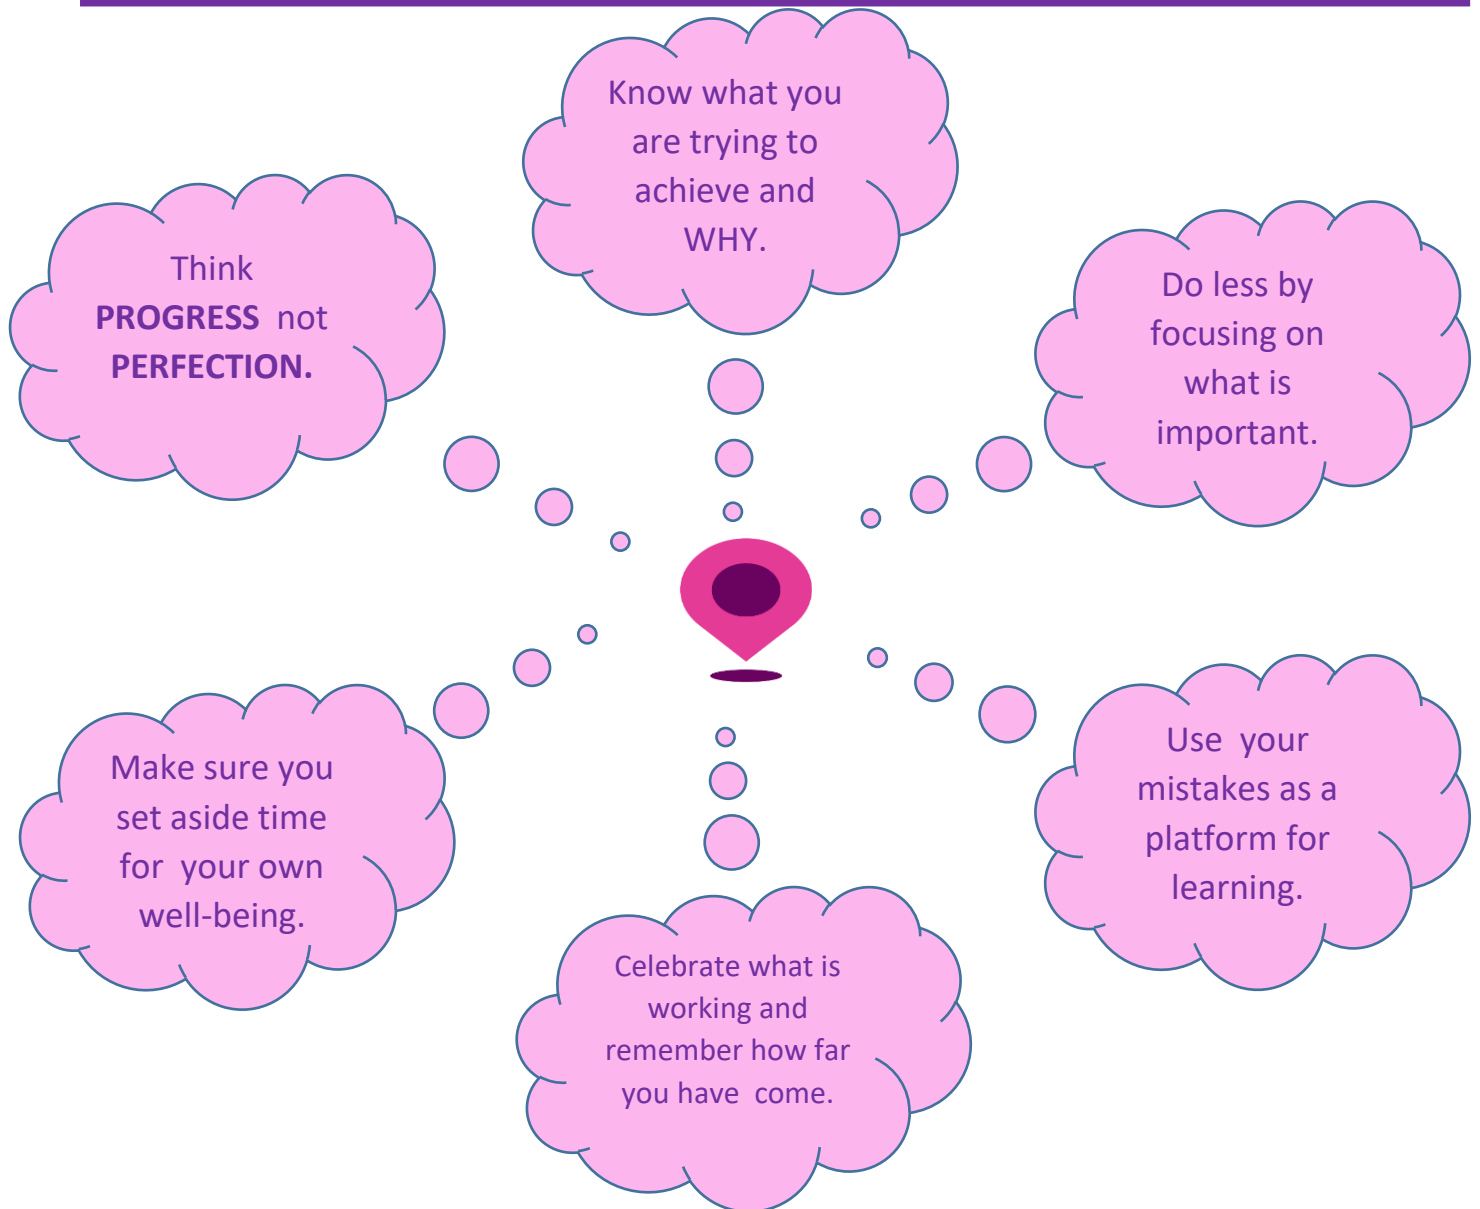 Know what you
are trying to
achieve and
WHY.
Think
PROGRESS  not
PERFECTION.
Do less by
focusing on
what is
important.
Make sure you
set aside time
for  your own
well-being.
Use  your
mistakes as a
platform for
learning.
Celebrate what is
working and
remember how far
you have  come.